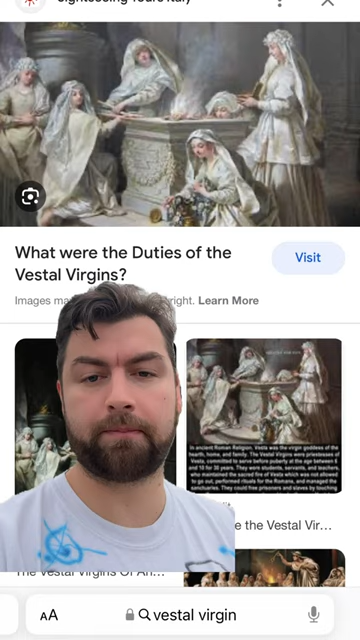 What were the Duties of the
Visit
Vestal Virgins?
Images ma right. Learn More
In ancient Roman Religion, Vesta was the virgin goddess of the
hearth, home, and family. The Vestal Virgins were priestesses of
Vesta, committed to serve before puberty at the age between 6
and 10 for 30 years. They were students, servants, and teachers,
who maintained the sacred fire of Vesta which was not allowed
to go out, performed rituals for the Romans, and managed the
sanctuaries. They could free prisoners and slaves by touching
e the Vestal Vir...
The Vestal Virgins Of An...
AA
vestal virgin